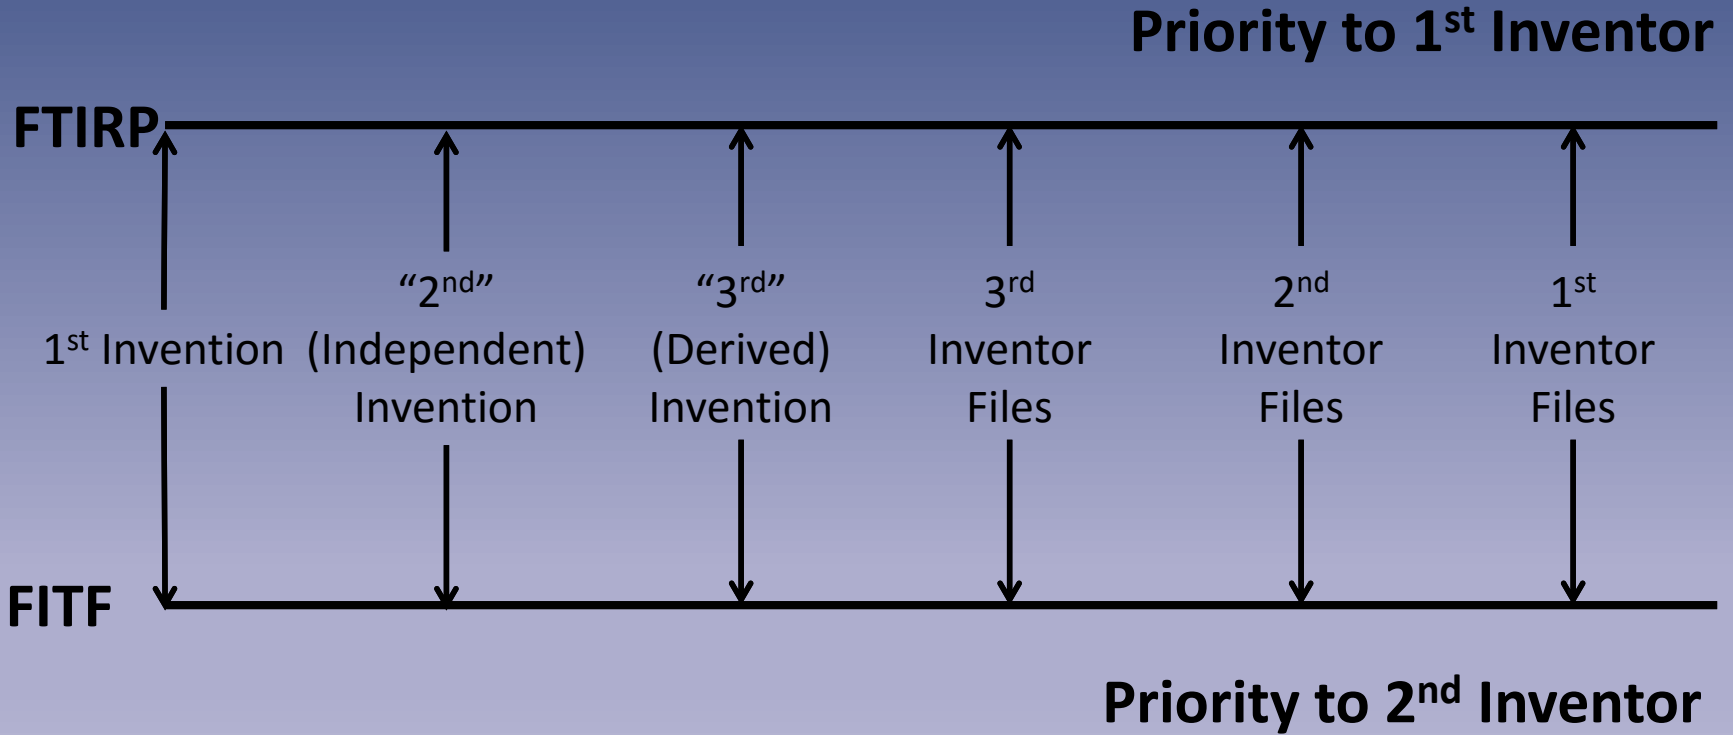 Priority to 1st Inventor
FTIRP
1st Invention
“2nd”
(Independent)
Invention
“3rd”
(Derived)
Invention
3rd
Inventor
Files
2nd
Inventor
Files
1st
Inventor
Files
FITF
Priority to 2nd Inventor